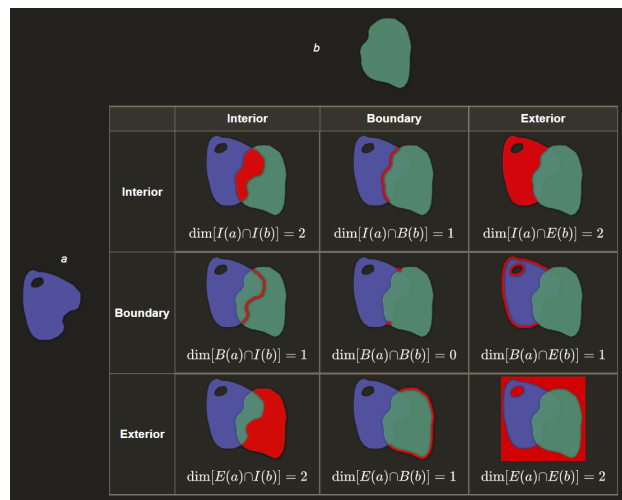 b
Interior Boundary Exterior
Interior
dim[I(a)∩I(b)] = 2 dim[I(a)∩B(b)] = 1 dim[I(a)∩E(b)] = 2
a
Boundary
dim[B(a)∩I(b)] = 1 dim[B(a)∩B(b)] = 0 dim[B(a)∩E(b)] = 1
Exterior
dim[E(a)∩I(b)] = 2 dim[E(a)∩B(b)] = 1 dim[E(a)∩E(b)] = 2